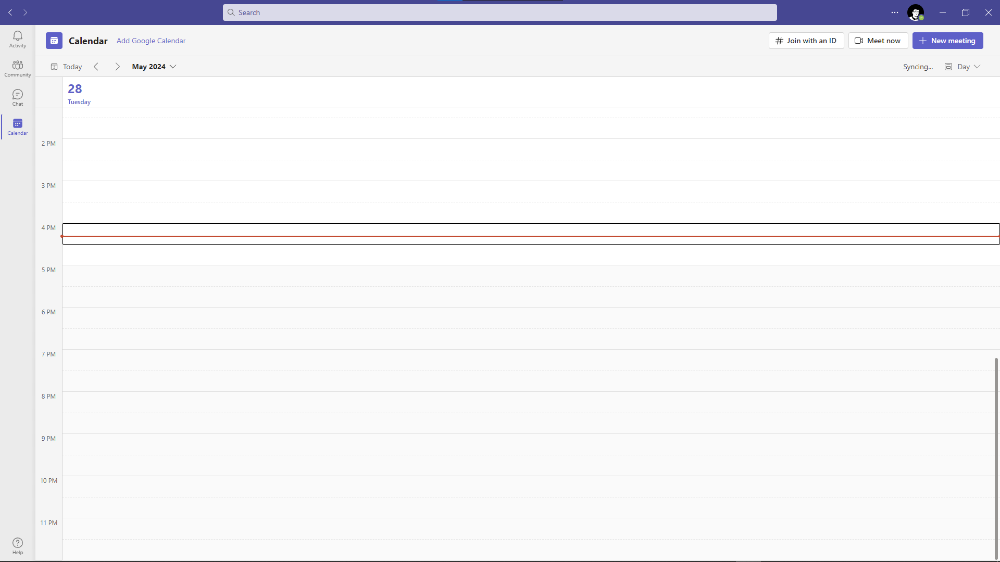 Search
Activity
Community
Chat
Calendar
Help
Calendar
Add Google Calendar
Join with an ID
Meet now
New meeting
Today
May 2024
Syncing...
Day
28
Tuesday
2 PM
3 PM
4 PM
5 PM
6 PM
7 PM
8 PM
9 PM
10 PM
11 PM